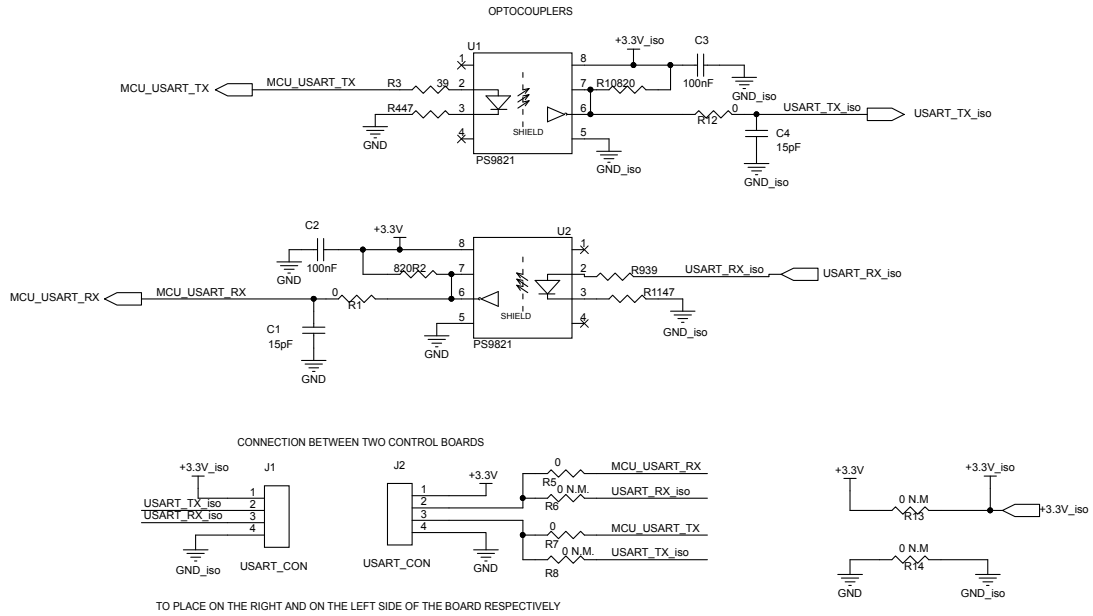 OPTOCOUPLERS
U1
+3.3V_iso
C3
1
8
100nF
GND_iso
MCU_USART_TX
MCU_USART_TX
R3
39
2
7
R10820
R447
3
6
R12
0
USART_TX_iso
USART_TX_iso
GND
4
SHIELD
5
C4
15pF
PS9821
GND_iso
GND_iso
C2
+3.3V
U2
8
1
GND
100nF
820R2
7
2
R939
USART_RX_iso
USART_RX_iso
MCU_USART_RX
MCU_USART_RX
0
R1
6
3
R1147
SHIELD
C1
15pF
5
4
GND_iso
GND
PS9821
GND
CONNECTION BETWEEN TWO CONTROL BOARDS
+3.3V_iso
J1
1
USART_TX_iso
2
USART_RX_iso
3
4
GND_iso
USART_CON
J2
+3.3V
1
2
3
4
USART_CON
GND
0
R5
MCU_USART_RX
0 N.M.
R6
USART_RX_iso
0
R7
MCU_USART_TX
0 N.M.
R8
USART_TX_iso
+3.3V
+3.3V_iso
0 N.M
R13
+3.3V_iso
0 N.M
R14
GND
GND_iso
TO PLACE ON THE RIGHT AND ON THE LEFT SIDE OF THE BOARD RESPECTIVELY